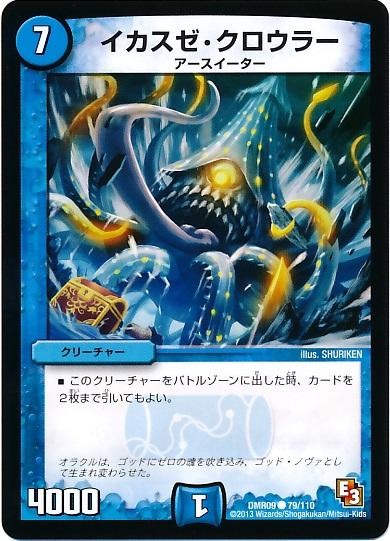 7
イカスゼ・クロウラー
アースイーター
クリーチャー
illus. SHURIKEN
■ このクリーチャーをバトルゾーンに出した時、カードを
2枚まで引いてもよい。
オラクルは、ゴッドにゼロの魂を吹き込み、ゴッド・ノヴァとし
て生まれ変わらせた。
4000
1
E3
DMR09 ● 79/110
©2013 Wizards/Shogakukan/Mitsui-Kids